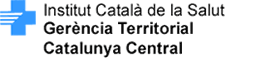 Institut Català de la Salut
Gerència Territorial
Catalunya Central